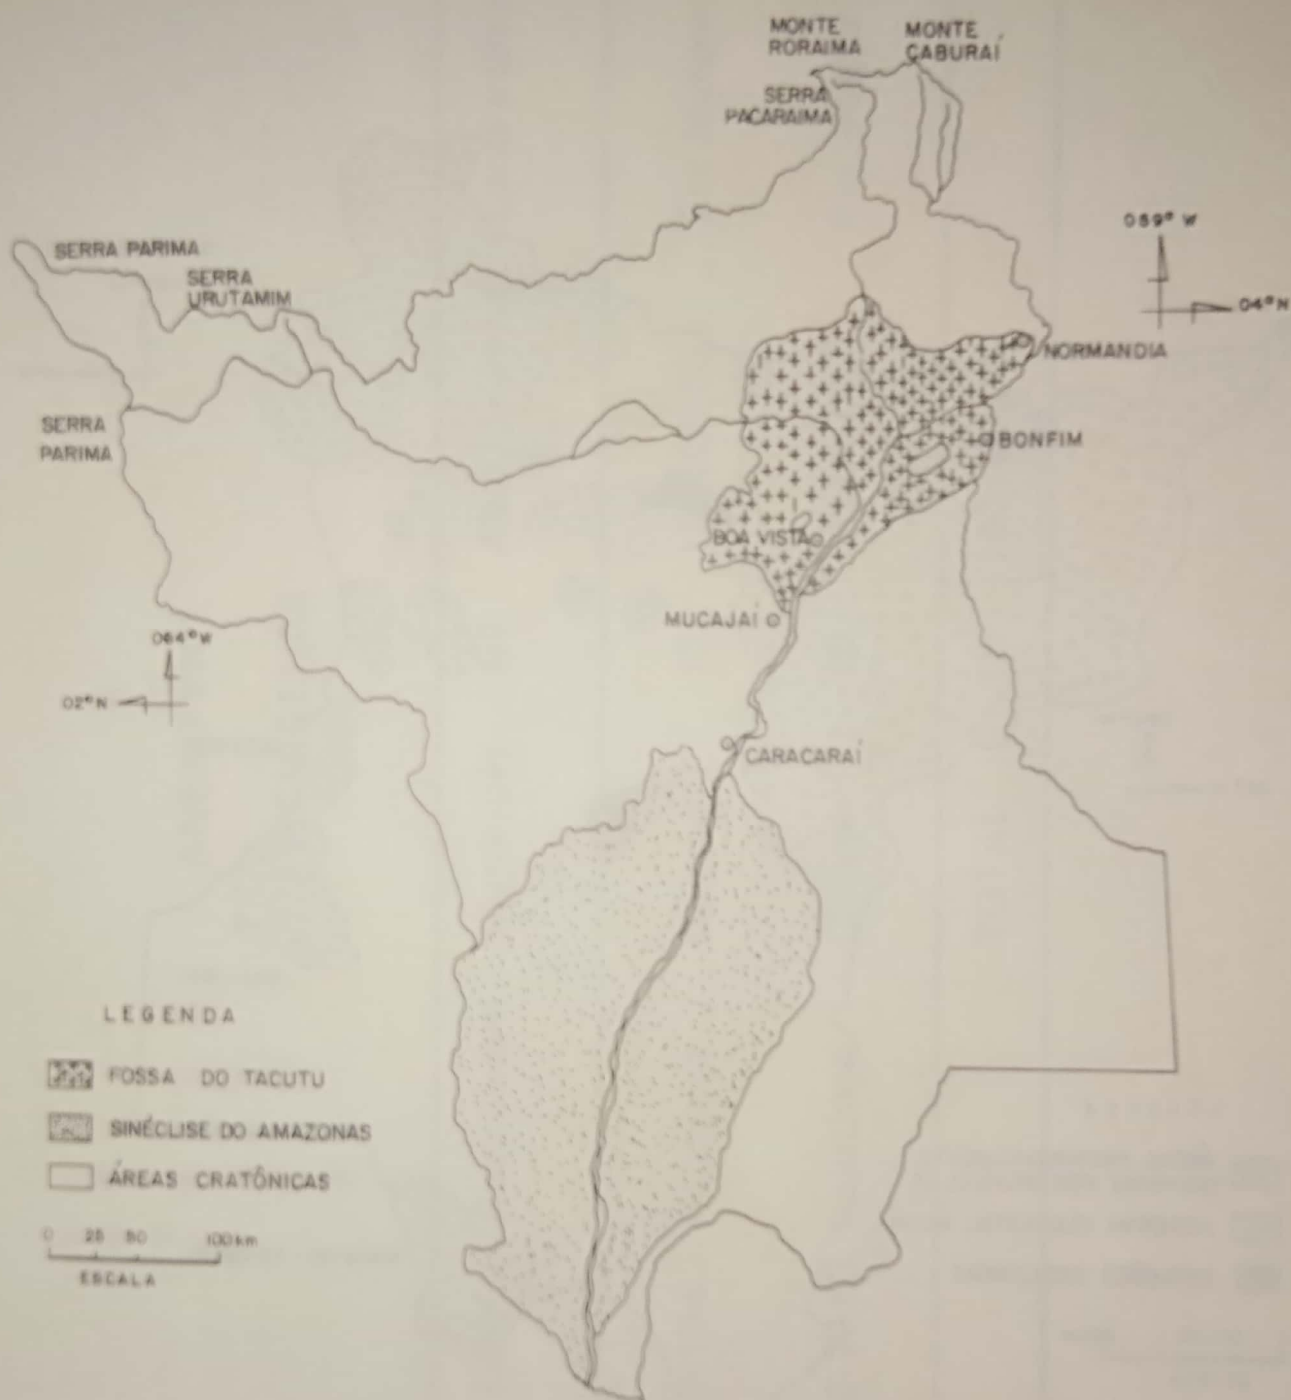 MONTE
RORAIMA
MONTE
CABURAÍ
SERRA
PACARAIMA
059° W
04° N
SERRA PARIMA
SERRA
URUTAMIM
NORMANDIA
SERRA
PARIMA
BONFIM
BOA VISTA
MUCAJAÍ
064° W
02° N
CARACARAÍ
LEGENDA
FOSSA DO TACUTU
SINÉCLISE DO AMAZONAS
ÁREAS CRATÔNICAS
0 25 50 100 km
ESCALA